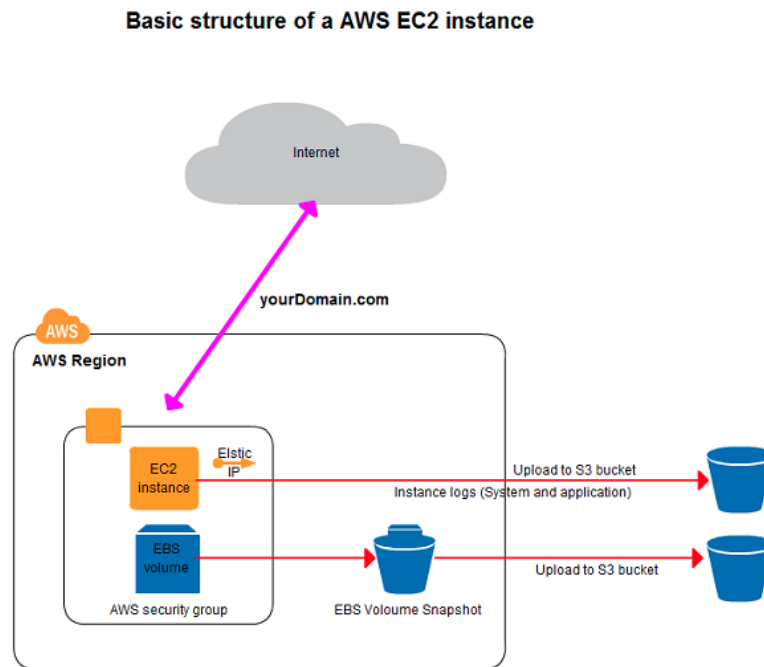 Basic structure of a AWS EC2 instance
Internet
yourDomain.com
AWS
AWS Region
Elstic
IP
EC2
instance
Upload to S3 bucket
Instance logs (System and application)
EBS
volume
Upload to S3 bucket
AWS security group
EBS Voloume Snapshot